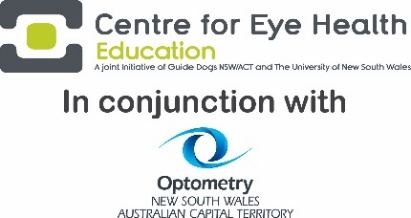 Centre for Eye Health
Education
A joint Initiative of Guide Dogs NSW/ACT and The University of New South Wales
In conjunction with
Optometry
NEW SOUTH WALES
AUSTRALIAN CAPITAL TERRITORY